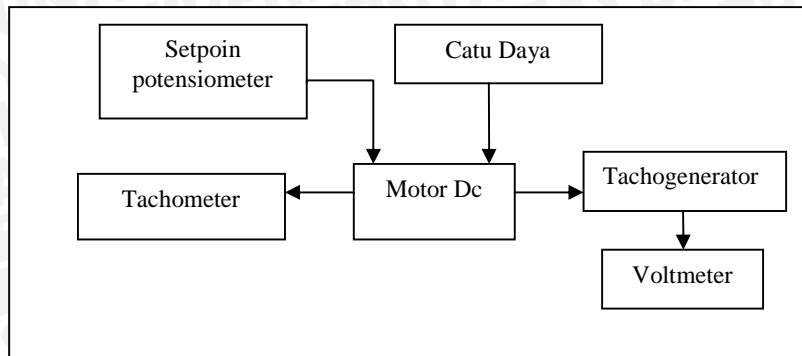 Setpoin
potensiometer
Catu Daya
Tachometer
Motor Dc
Tachogenerator
Voltmeter